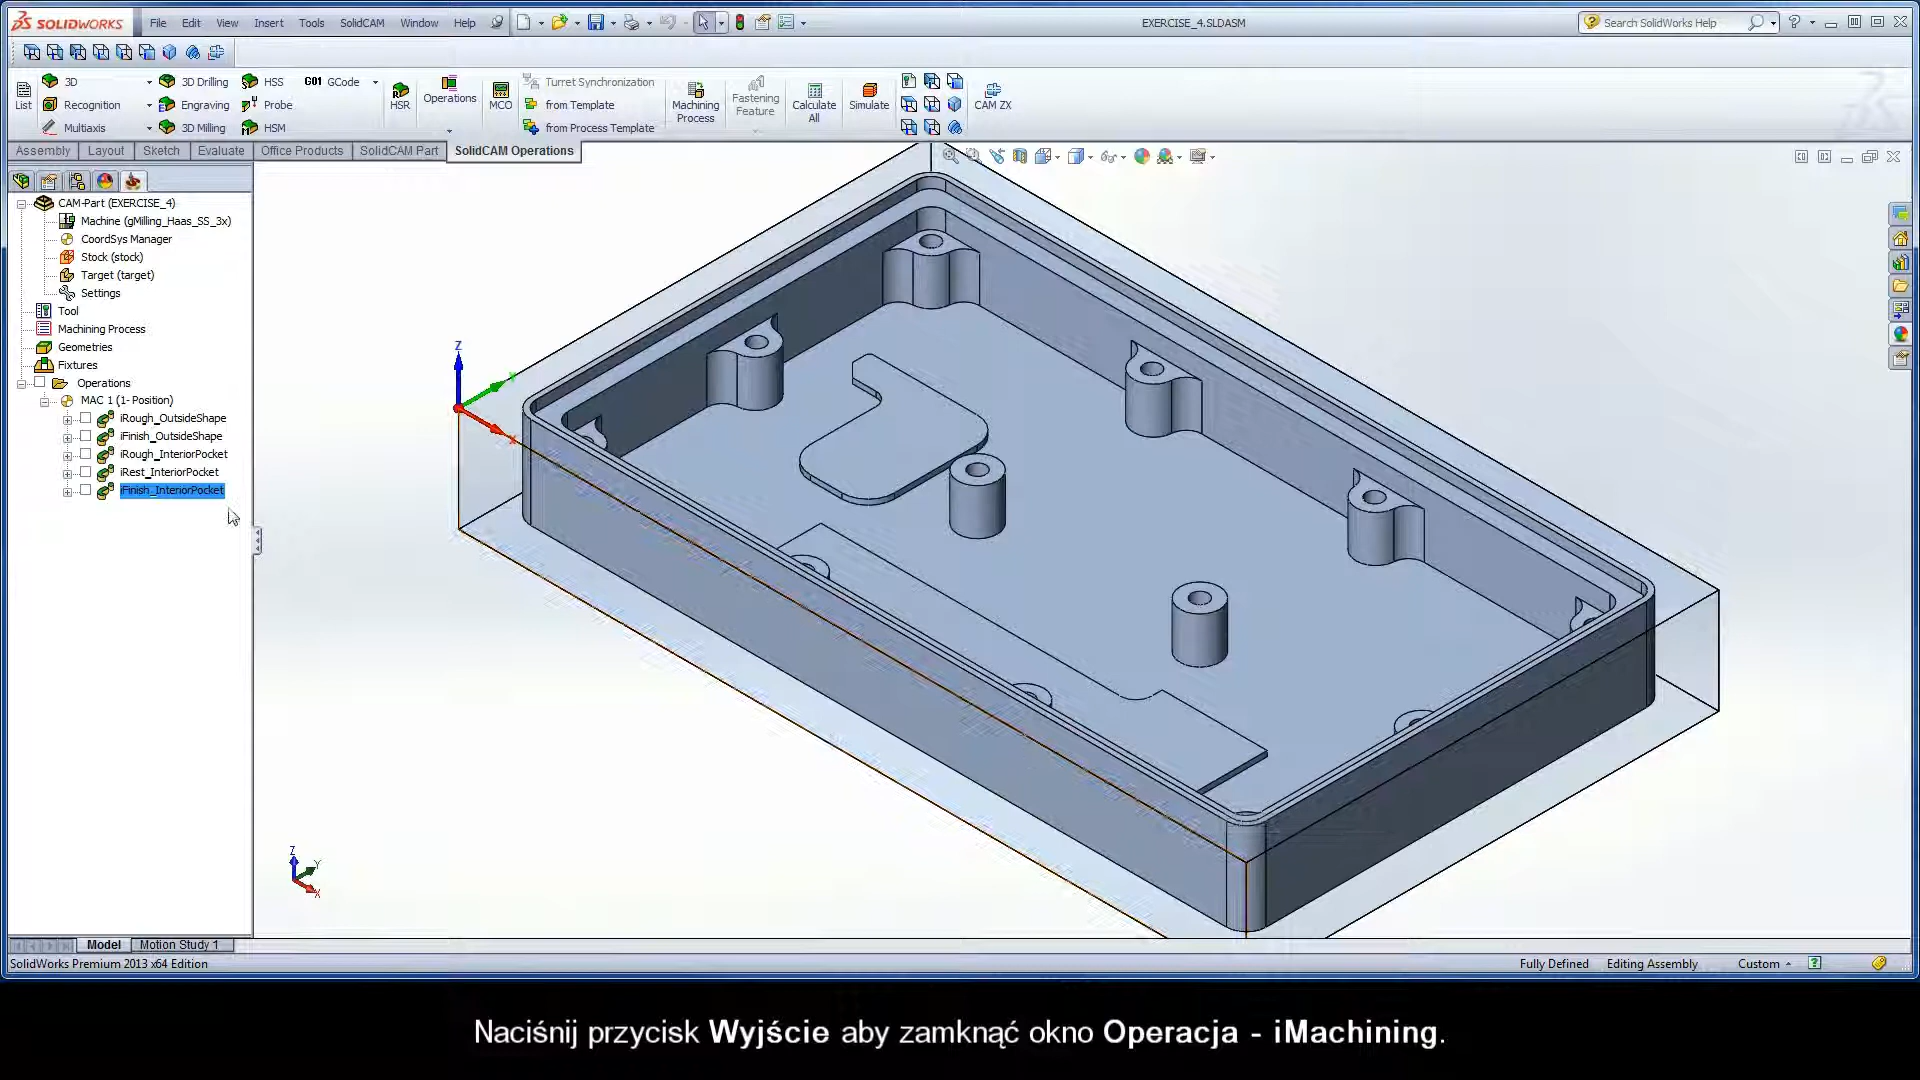 SOLIDWORKS File Edit View Insert Tools SolidCAM Window Help EXERCISE_4.SLDASM Search SolidWorks Help
List
3D
Recognition
Multiaxis
3D Drilling
Engraving
3D Milling
HSS
Probe
HSM
G01 GCode
HSR
Operations
MCO
Turret Synchronization
from Template
from Process Template
Machining
Process
Fastening
Feature
Calculate
All
Simulate
CAM ZX
Assembly Layout Sketch Evaluate Office Products SolidCAM Part SolidCAM Operations
CAM-Part (EXERCISE_4)
Machine (gMilling_Haas_SS_3x)
CoordSys Manager
Stock (stock)
Target (target)
Settings
Tool
Machining Process
Geometries
Fixtures
Operations
MAC 1 (1- Position)
iRough_OutsideShape
iFinish_OutsideShape
iRough_InteriorPocket
iRest_InteriorPocket
iFinish_InteriorPocket
Z
X
Z
Y
X
Model Motion Study 1
SolidWorks Premium 2013 x64 Edition Fully Defined Editing Assembly Custom
Naciśnij przycisk Wyjście aby zamknąć okno Operacja - iMachining.